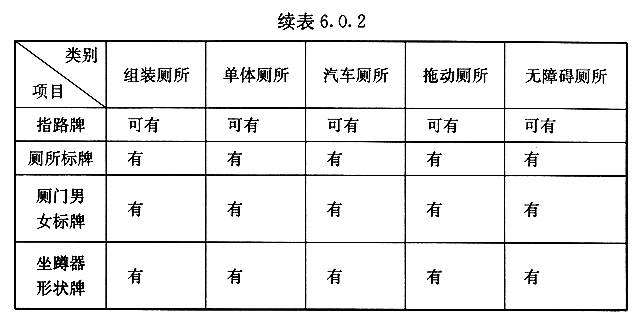 续表 6.0.2
类别
项目
组装厕所 单体厕所 汽车厕所 拖动厕所 无障碍厕所
指路牌 可有 可有 可有 可有 可有
厕所标牌 有 有 有 有 有
厕门男
女标牌 有 有 有 有 有
坐蹲器
形状牌 有 有 有 有 有